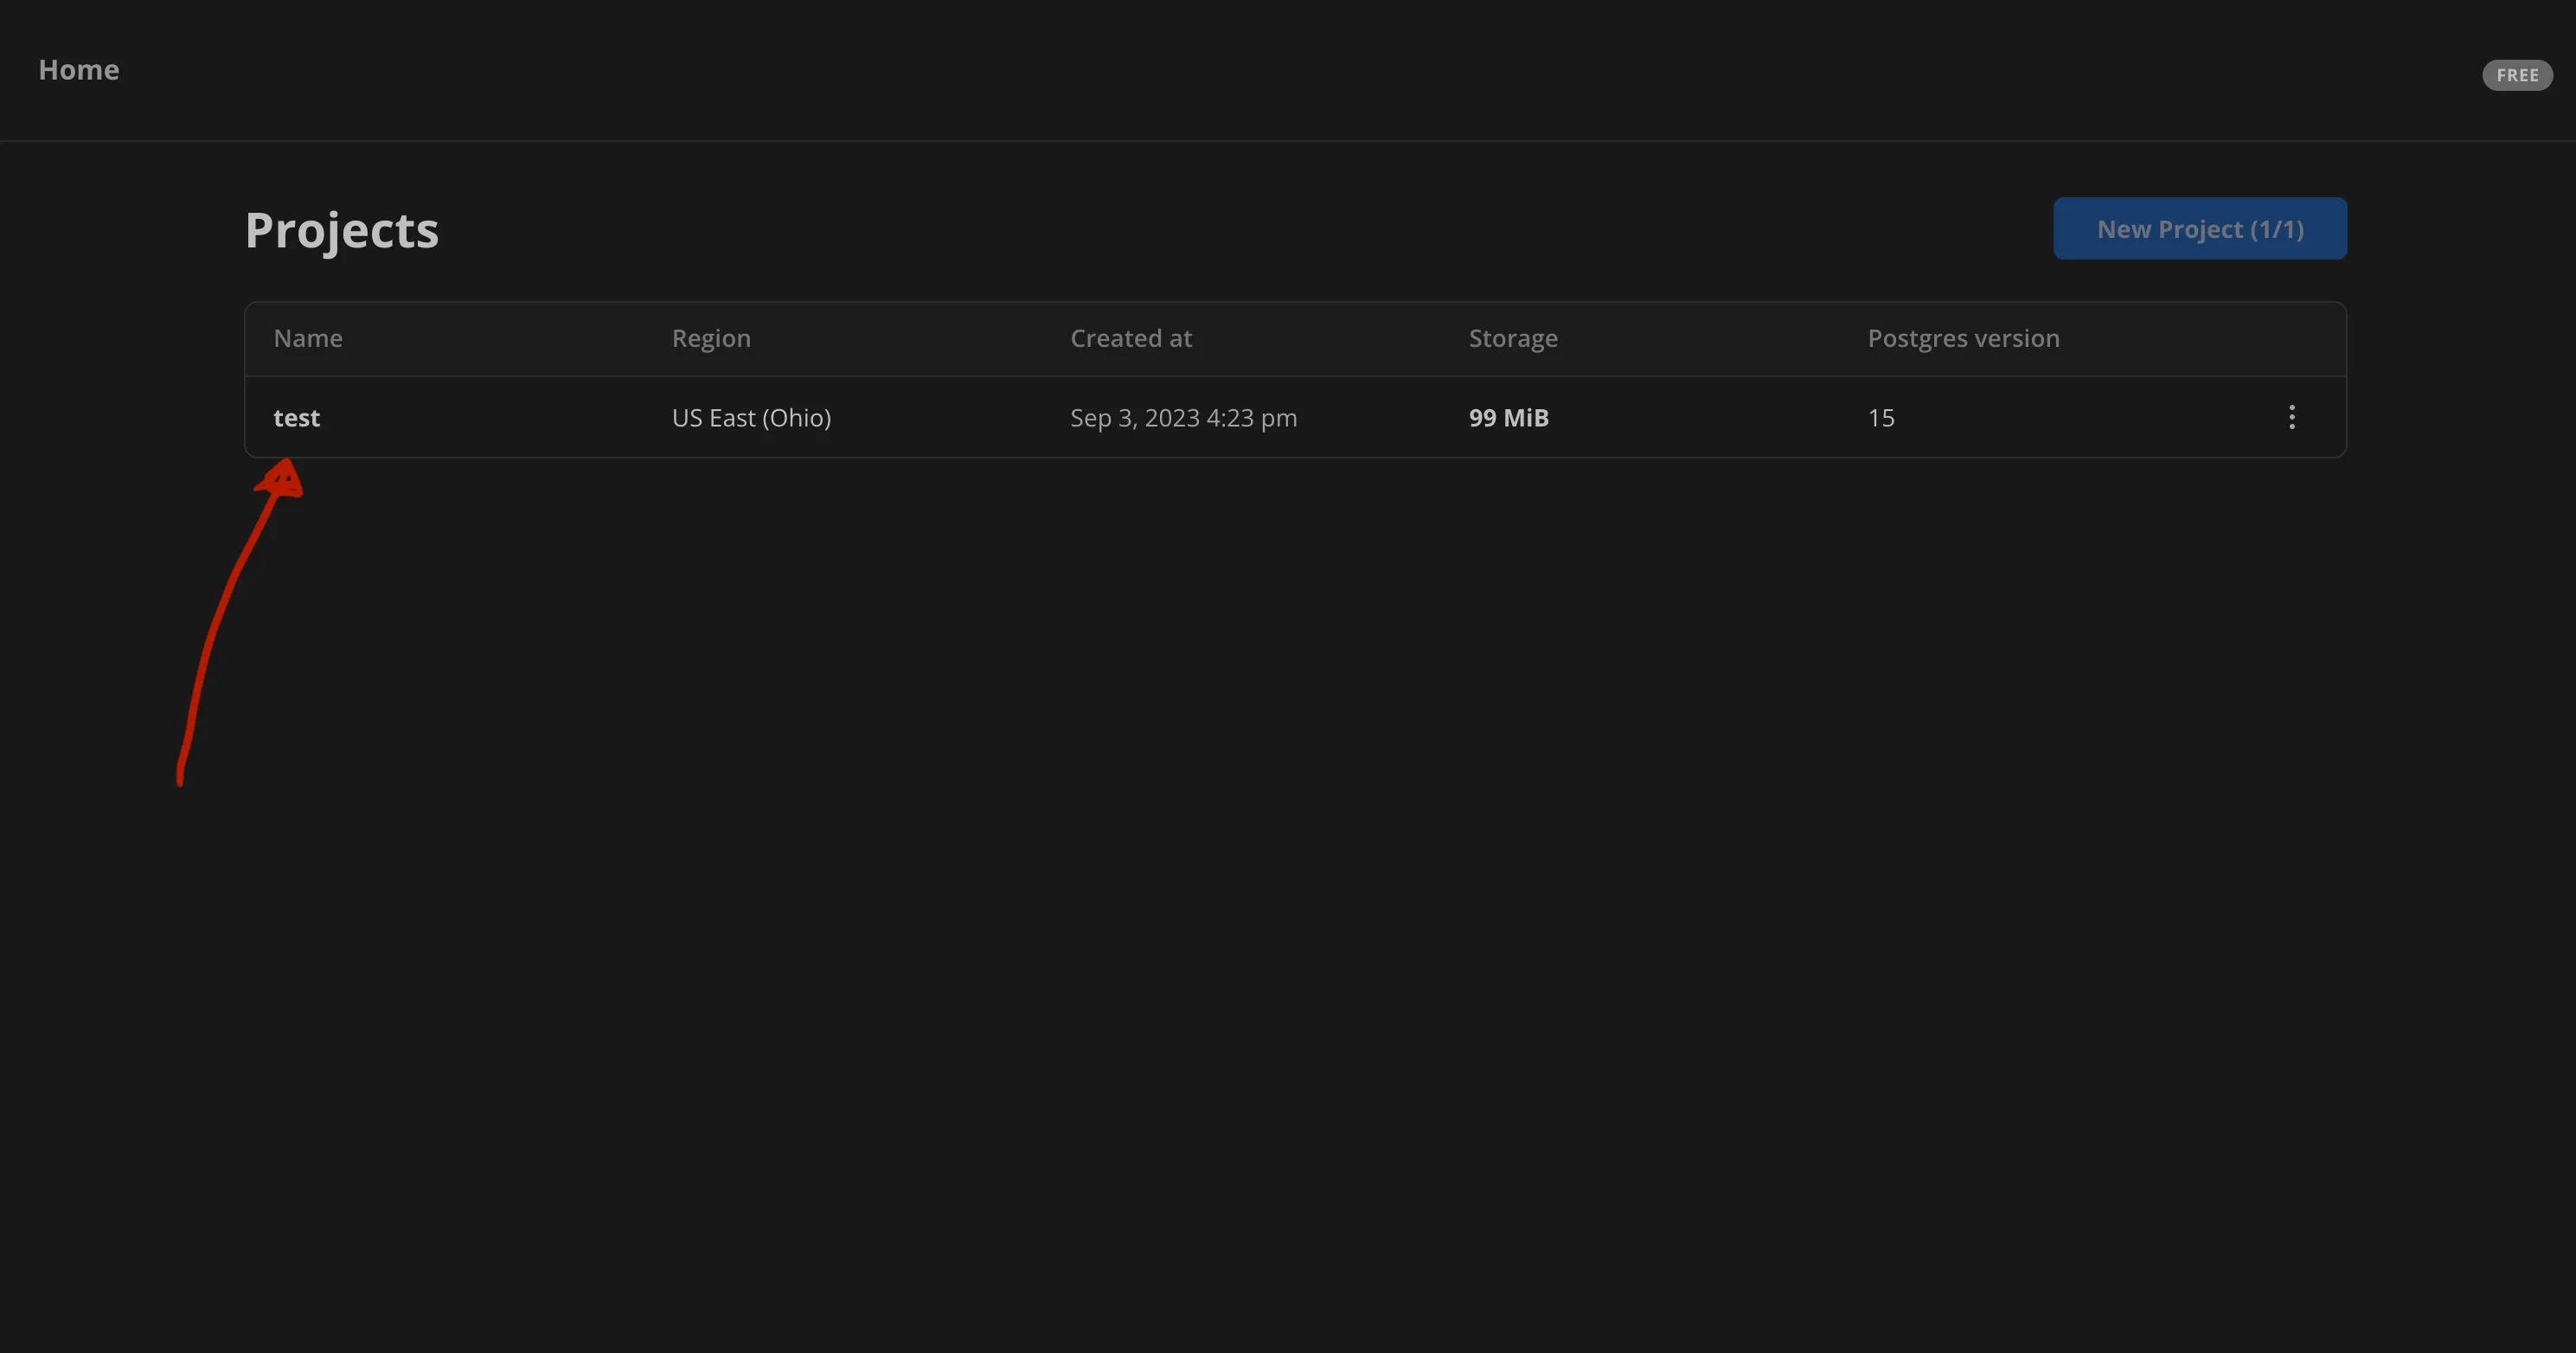 Home
FREE
Projects
New Project (1/1)
Name Region Created at Storage Postgres version
test US East (Ohio) Sep 3, 2023 4:23 pm 99 MiB 15